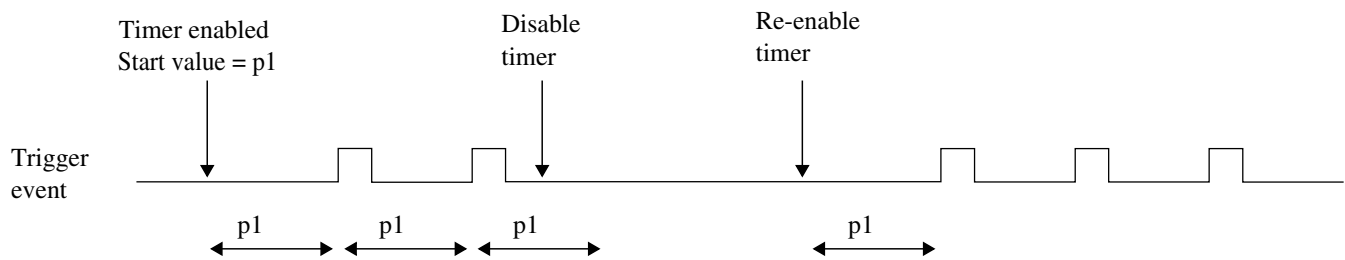 Timer enabled
Start value = p1
Disable
timer
Re-enable
timer
Trigger
event
p1
p1
p1
p1